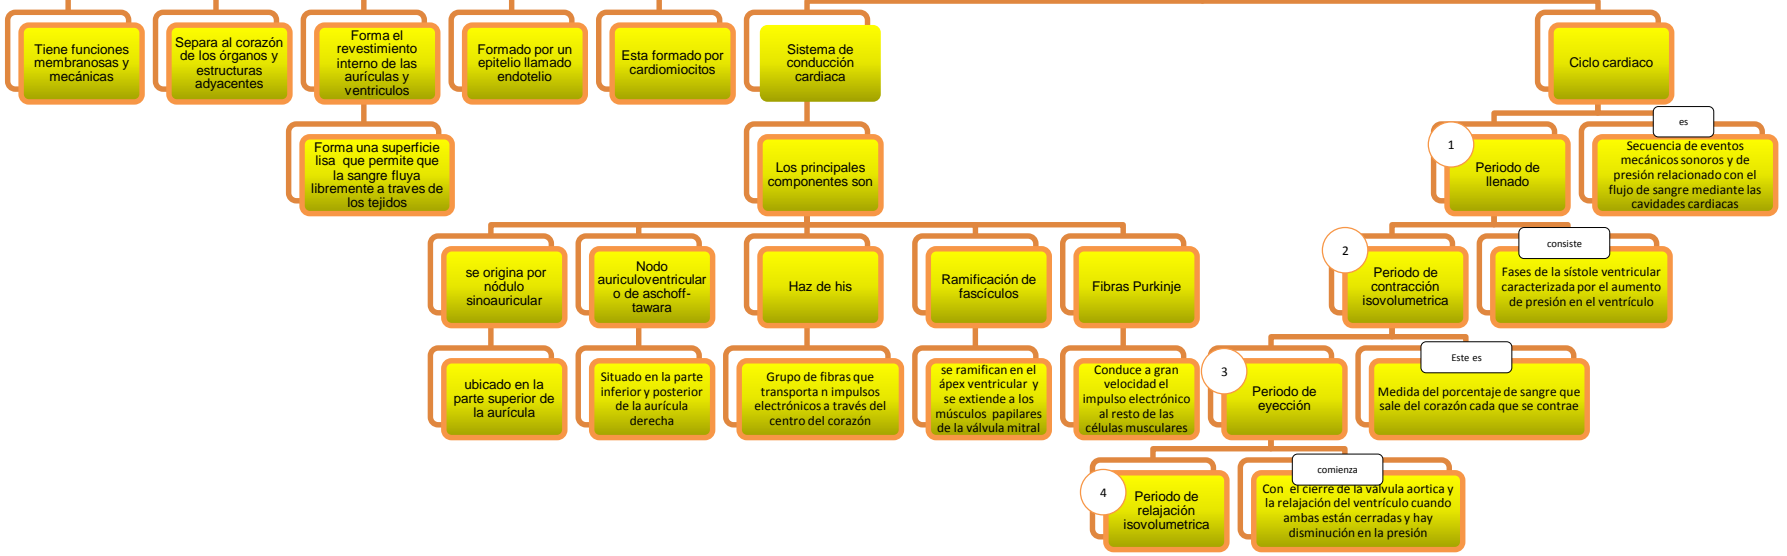 Tiene funciones
membranosas y
mecánicas
Separa al corazón
de los órganos y
estructuras
adyacentes
Forma el
revestimiento
interno de las
aurículas y
ventriculos
Formado por un
epitelio llamado
endotelio
Esta formado por
cardiomiocitos
Sistema de
conducción
cardiaca
Ciclo cardiaco
Forma una superficie
lisa que permite que
la sangre fluya
libremente a traves de
los tejidos
Los principales
componentes son
1
Periodo de
llenado
es
Secuencia de eventos
mecánicos sonoros y de
presión relacionado con el
flujo de sangre mediante las
cavidades cardiacas
se origina por
nódulo
sinoauricular
Nodo
auriculoventricular
o de aschoff-
tawara
Haz de his
Ramificación de
fascículos
Fibras Purkinje
2
Periodo de
contracción
isovolumetrica
consiste
Fases de la sístole ventricular
caracterizada por el aumento
de presión en el ventrículo
ubicado en la
parte superior de
la aurícula
Situado en la parte
inferior y posterior
de la aurícula
derecha
Grupo de fibras que
transporta n impulsos
electrónicos a través del
centro del corazón
se ramifican en el
ápex ventricular y
se extiende a los
músculos papilares
de la válvula mitral
Conduce a gran
velocidad el
impulso electrónico
al resto de las
células musculares
3
Periodo de
eyección
Este es
Medida del porcentaje de sangre que
sale del corazón cada que se contrae
4
Periodo de
relajación
isovolumetrica
comienza
Con el cierre de la válvula aortica y
la relajación del ventrículo cuando
ambas están cerradas y hay
disminución en la presión